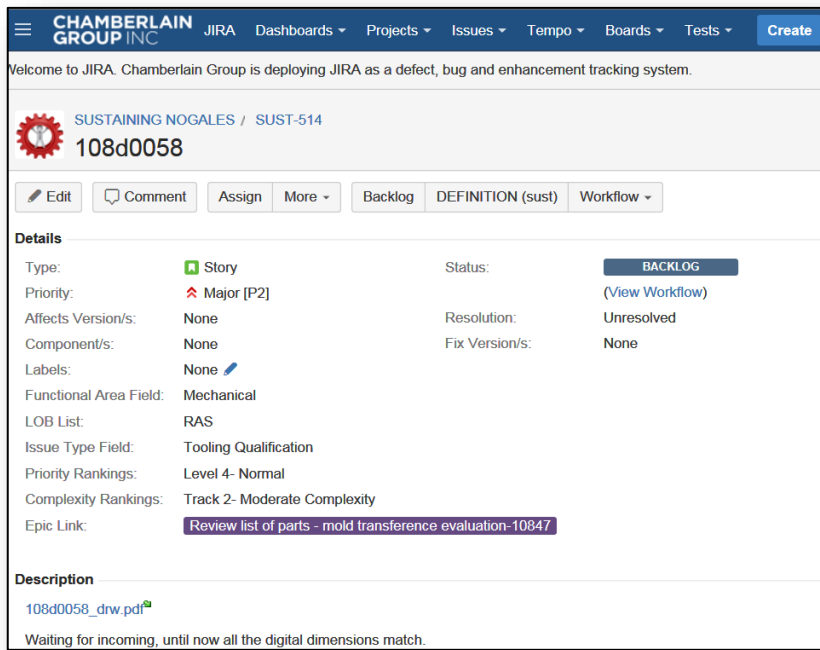 CHAMBERLAIN GROUP INC JIRA Dashboards Projects Issues Tempo Boards Tests Create
Welcome to JIRA. Chamberlain Group is deploying JIRA as a defect, bug and enhancement tracking system.
SUSTAINING NOGALES / SUST-514
108d0058
Edit Comment Assign More Backlog DEFINITION (sust) Workflow
Details
Type: Story Status: BACKLOG
Priority: Major [P2] (View Workflow)
Affects Version/s: None Resolution: Unresolved
Component/s: None Fix Version/s: None
Labels: None
Functional Area Field: Mechanical
LOB List: RAS
Issue Type Field: Tooling Qualification
Priority Rankings: Level 4- Normal
Complexity Rankings: Track 2- Moderate Complexity
Epic Link: Review list of parts - mold transference evaluation-10847
Description
108d0058_drw.pdf
Waiting for incoming, until now all the digital dimensions match.